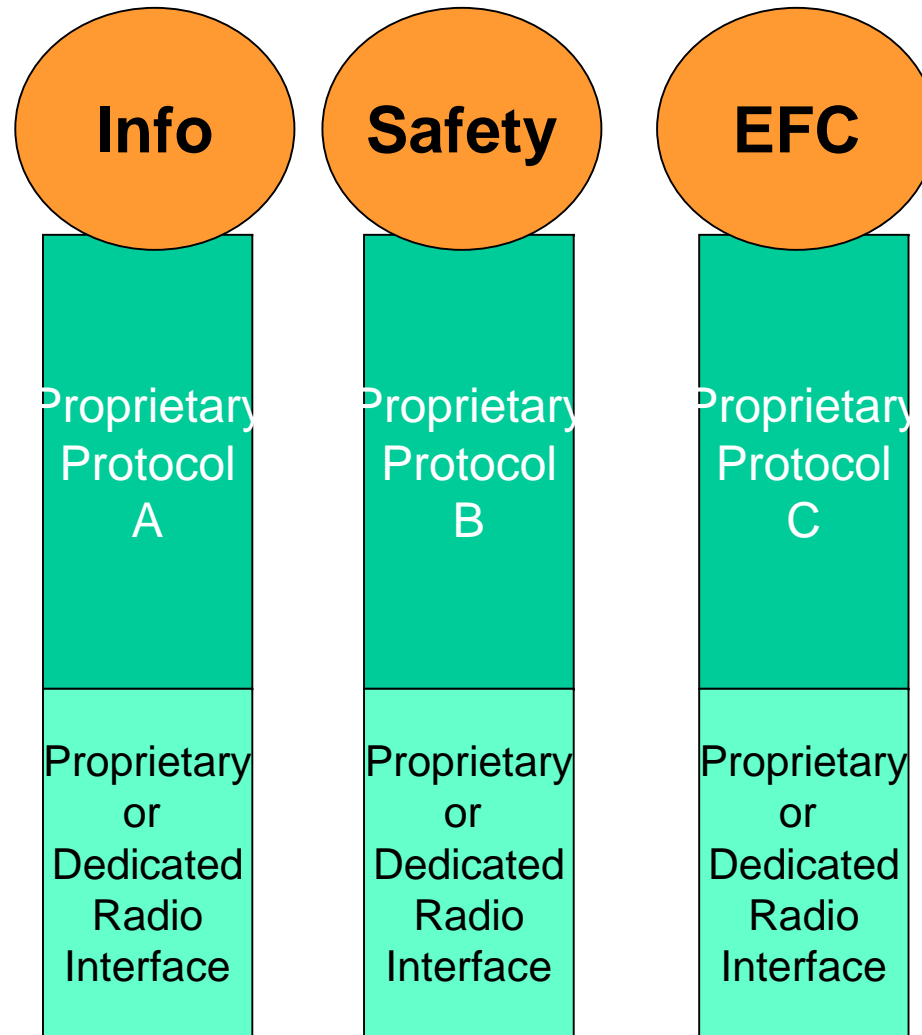 Info
Proprietary
Protocol
A
Proprietary
or
Dedicated
Radio
Interface
Safety
Proprietary
Protocol
B
Proprietary
or
Dedicated
Radio
Interface
EFC
Proprietary
Protocol
C
Proprietary
or
Dedicated
Radio
Interface